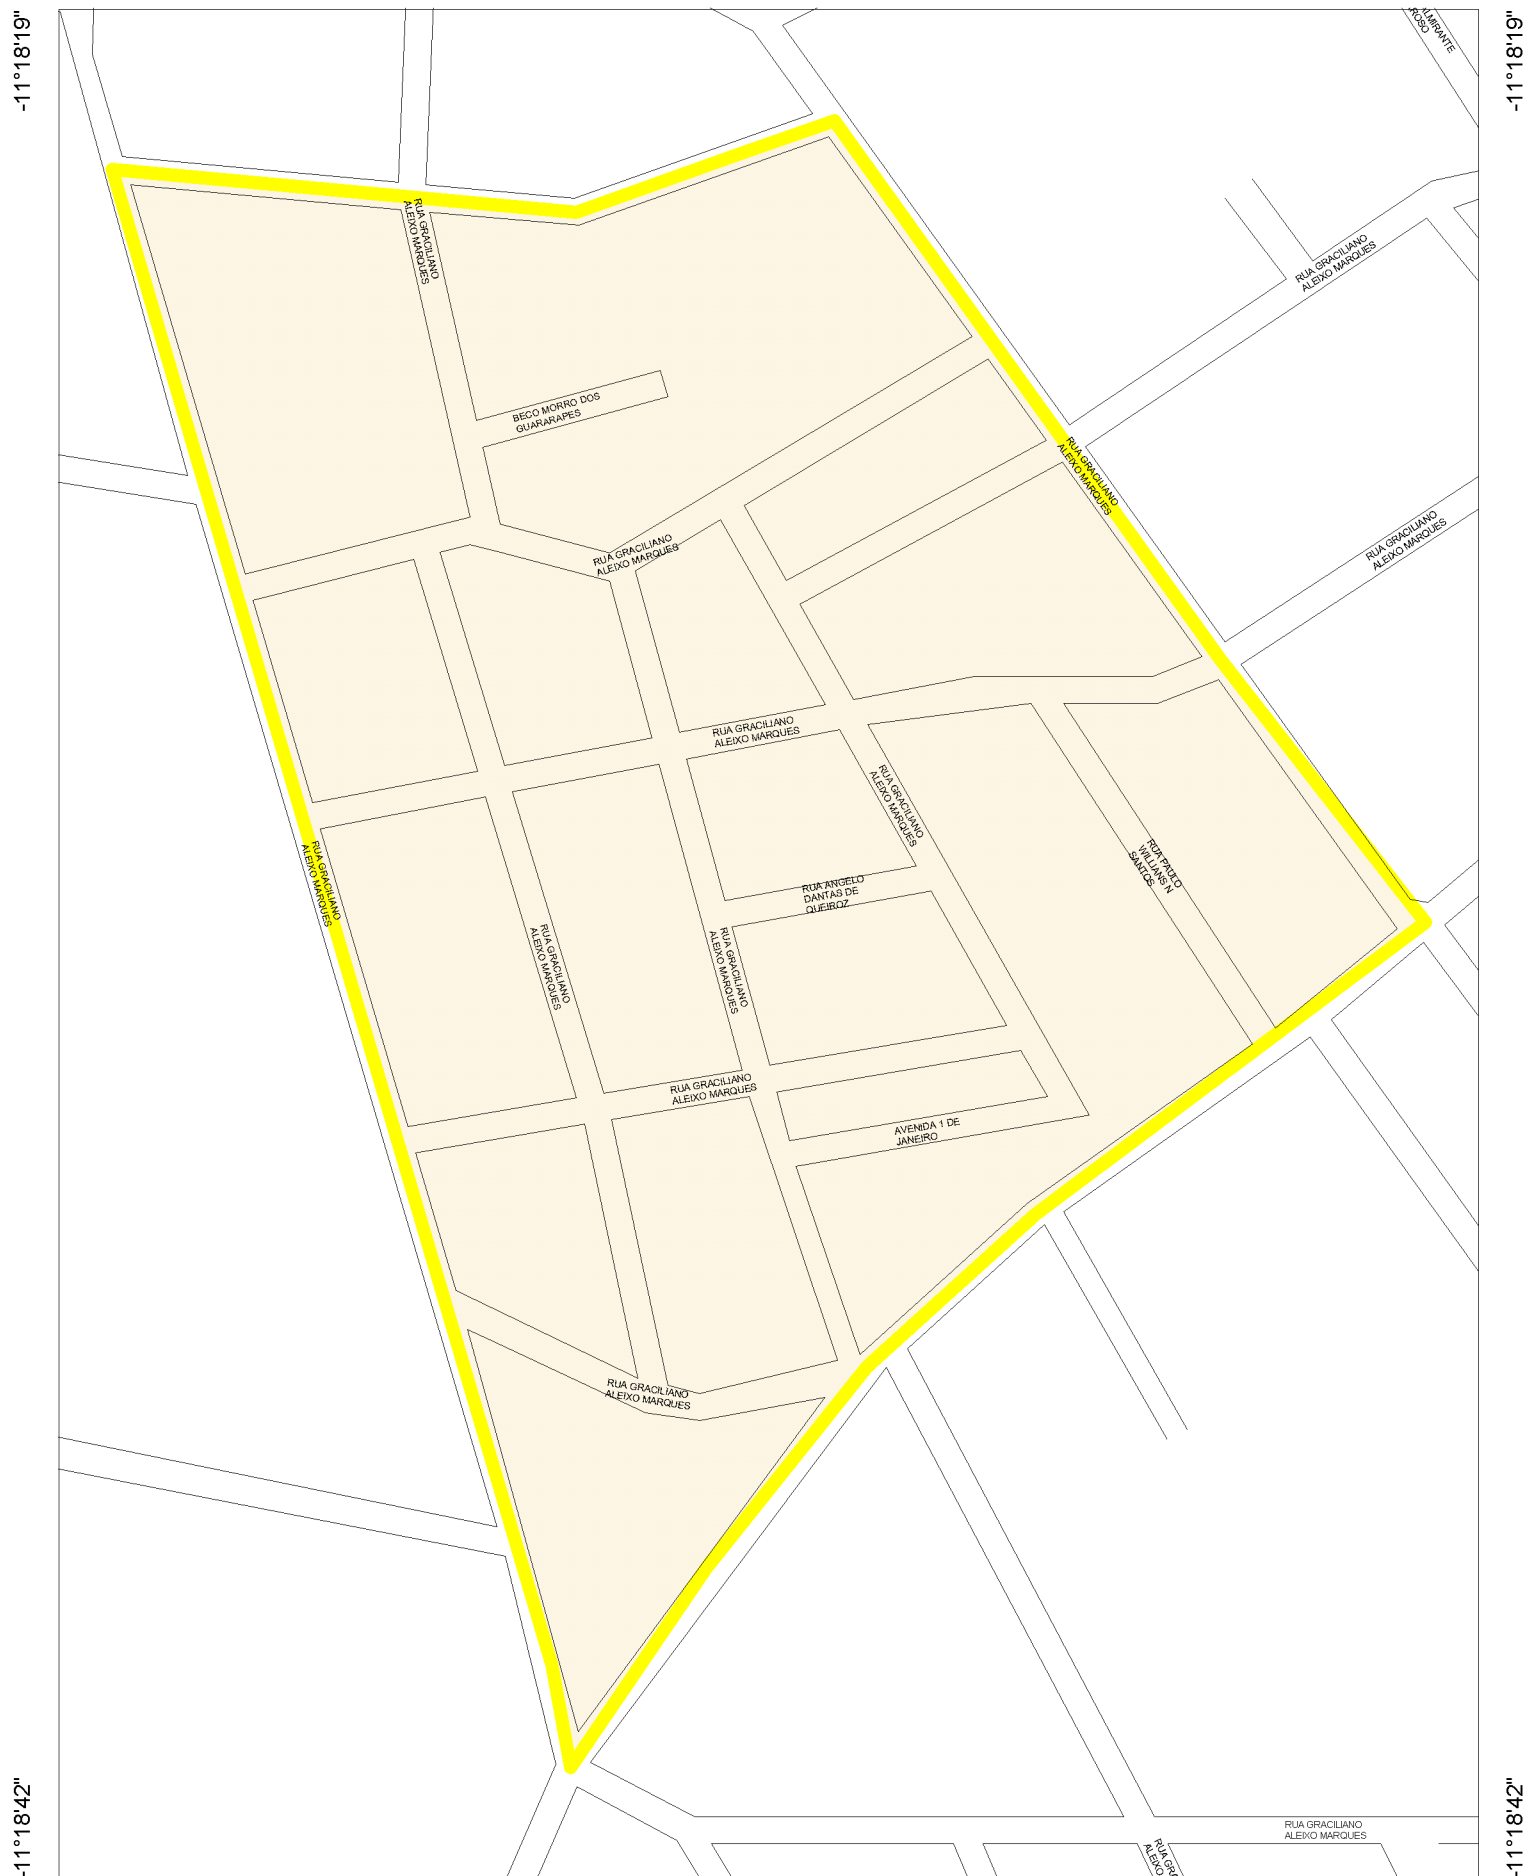 -11°18'19"
-11°18'19"
ALMIRANTE
RUA GRACILIANO
ALEIXO MARQUES
RUA GRACILIANO
ALEIXO MARQUES
BECO MORRO DOS
GUARARAPES
RUA GRACILIANO
ALEIXO MARQUES
RUA GRACILIANO
ALEIXO MARQUES
RUA GRACILIANO
ALEIXO MARQUES
RUA GRACILIANO
ALEIXO MARQUES
RUA GRACILIANO
ALEIXO MARQUES
RUA GRACILIANO
ALEIXO MARQUES
RUA PAULO
WILLIANS N
SANTOS
RUA ANGELO
DANTAS DE
QUEIROZ
RUA GRACILIANO
ALEIXO MARQUES
RUA GRACILIANO
ALEIXO MARQUES
RUA GRACILIANO
ALEIXO MARQUES
AVENIDA 1 DE
JANEIRO
RUA GRACILIANO
ALEIXO MARQUES
-11°18'42"
-11°18'42"
RUA GRACILIANO
ALEIXO MARQUES
RUA